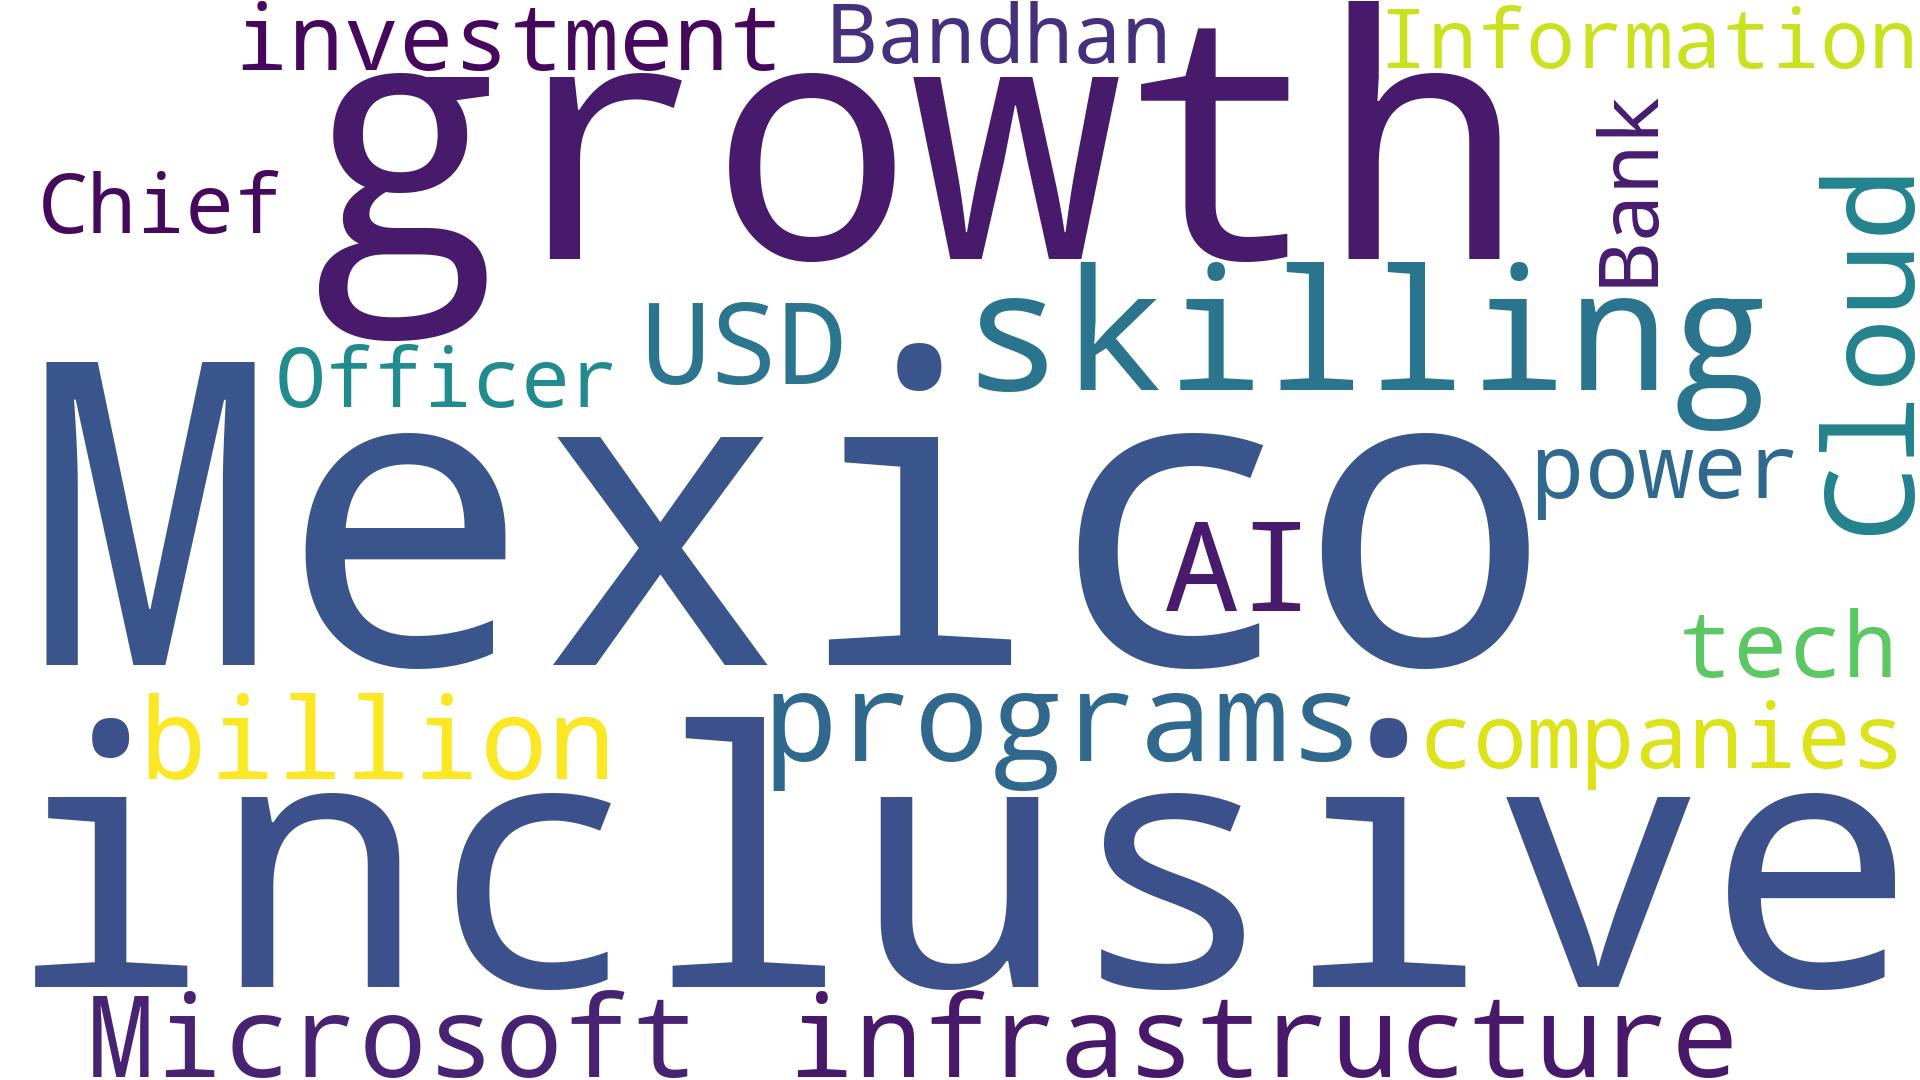 investment Bandhan Information
growth
Bank
Chief
Cloud
skilling
USD
Officer
Mexico
power
AI
tech
billion programs companies
inclusive
Microsoft infrastructure